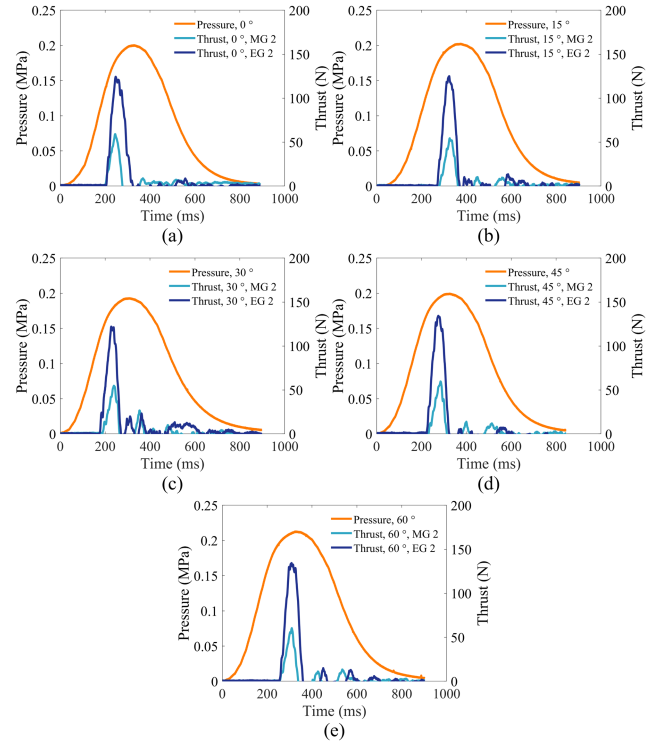 Pressure (MPa)
0.25
0.2
0.15
0.1
0.05
0
0 200 400 600 800 1000
Time (ms)
200
150
100
50
0
Thrust (N)
Pressure, 0 °
Thrust, 0 °, MG 2
Thrust, 0 °, EG 2
(a)
Pressure (MPa)
0.25
0.2
0.15
0.1
0.05
0
0 200 400 600 800 1000
Time (ms)
200
150
100
50
0
Thrust (N)
Pressure, 15 °
Thrust, 15 °, MG 2
Thrust, 15 °, EG 2
(b)
Pressure (MPa)
0.25
0.2
0.15
0.1
0.05
0
0 200 400 600 800 1000
Time (ms)
200
150
100
50
0
Thrust (N)
Pressure, 30 °
Thrust, 30 °, MG 2
Thrust, 30 °, EG 2
(c)
Pressure (MPa)
0.25
0.2
0.15
0.1
0.05
0
0 200 400 600 800 1000
Time (ms)
200
150
100
50
0
Thrust (N)
Pressure, 45 °
Thrust, 45 °, MG 2
Thrust, 45 °, EG 2
(d)
Pressure (MPa)
0.25
0.2
0.15
0.1
0.05
0
0 200 400 600 800 1000
Time (ms)
200
150
100
50
0
Thrust (N)
Pressure, 60 °
Thrust, 60 °, MG 2
Thrust, 60 °, EG 2
(e)